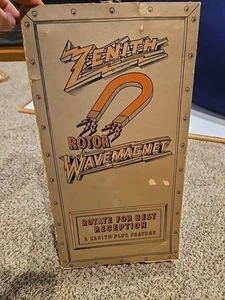 ZENITH
ROTOR
WAVEMAGNET
ROTATE FOR BEST
RECEPTION
A ZENITH PLUS FEATURE